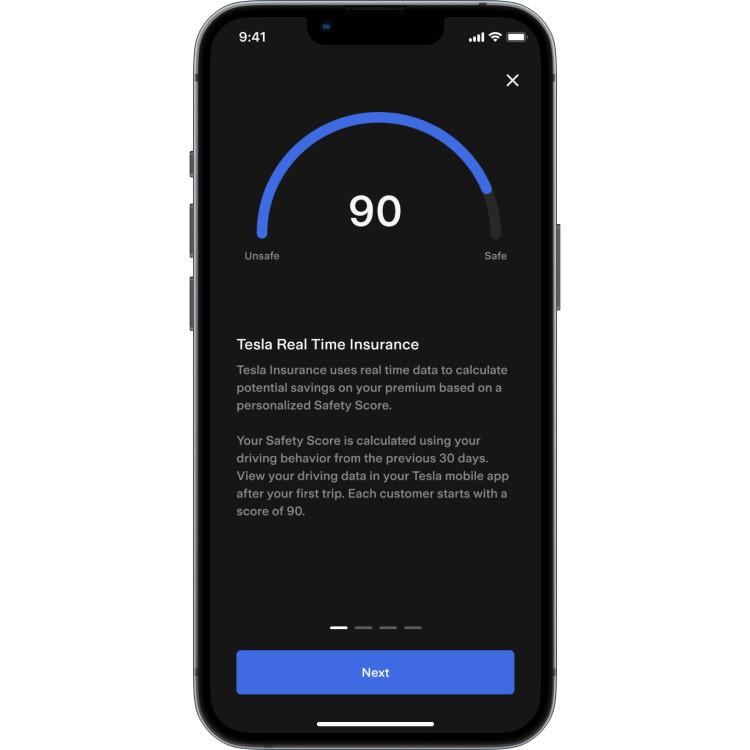 9:41
90
Unsafe
Safe
Tesla Real Time Insurance
Tesla Insurance uses real time data to calculate
potential savings on your premium based on a
personalized Safety Score.
Your Safety Score is calculated using your
driving behavior from the previous 30 days.
View your driving data in your Tesla mobile app
after your first trip. Each customer starts with a
score of 90.
Next